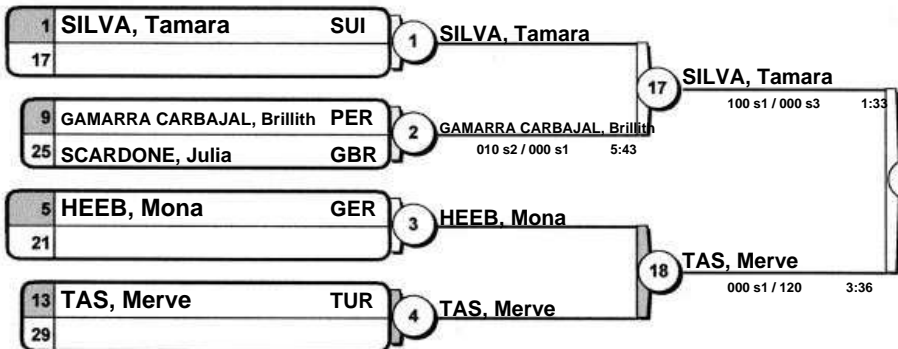 1 SILVA, Tamara SUI
17
1
SILVA, Tamara
9 GAMARRA CARBAJAL, Brillith PER
25 SCARDONE, Julia GBR
2
GAMARRA CARBAJAL, Brillith
010 s2 / 000 s1 5:43
17
SILVA, Tamara
100 s1 / 000 s3 1:33
5 HEEB, Mona GER
21
3
HEEB, Mona
13 TAS, Merve TUR
29
4
TAS, Merve
18
TAS, Merve
000 s1 / 120 3:36